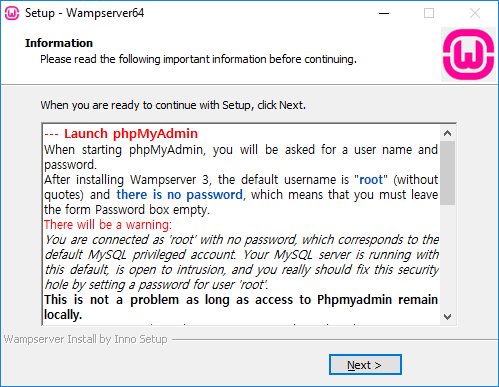 Setup - Wampserver64
Information
Please read the following important information before continuing.
When you are ready to continue with Setup, click Next.
--- Launch phpMyAdmin
When starting phpMyAdmin, you will be asked for a user name and
password.
After installing Wampserver 3, the default username is "root" (without
quotes) and there is no password, which means that you must leave
the form Password box empty.
There will be a warning:
You are connected as 'root' with no password, which corresponds to the
default MySQL privileged account. Your MySQL server is running with
this default, is open to intrusion, and you really should fix this security
hole by setting a password for user 'root'.
This is not a problem as long as access to Phpmyadmin remain
locally.
Wampserver Install by Inno Setup
Next >